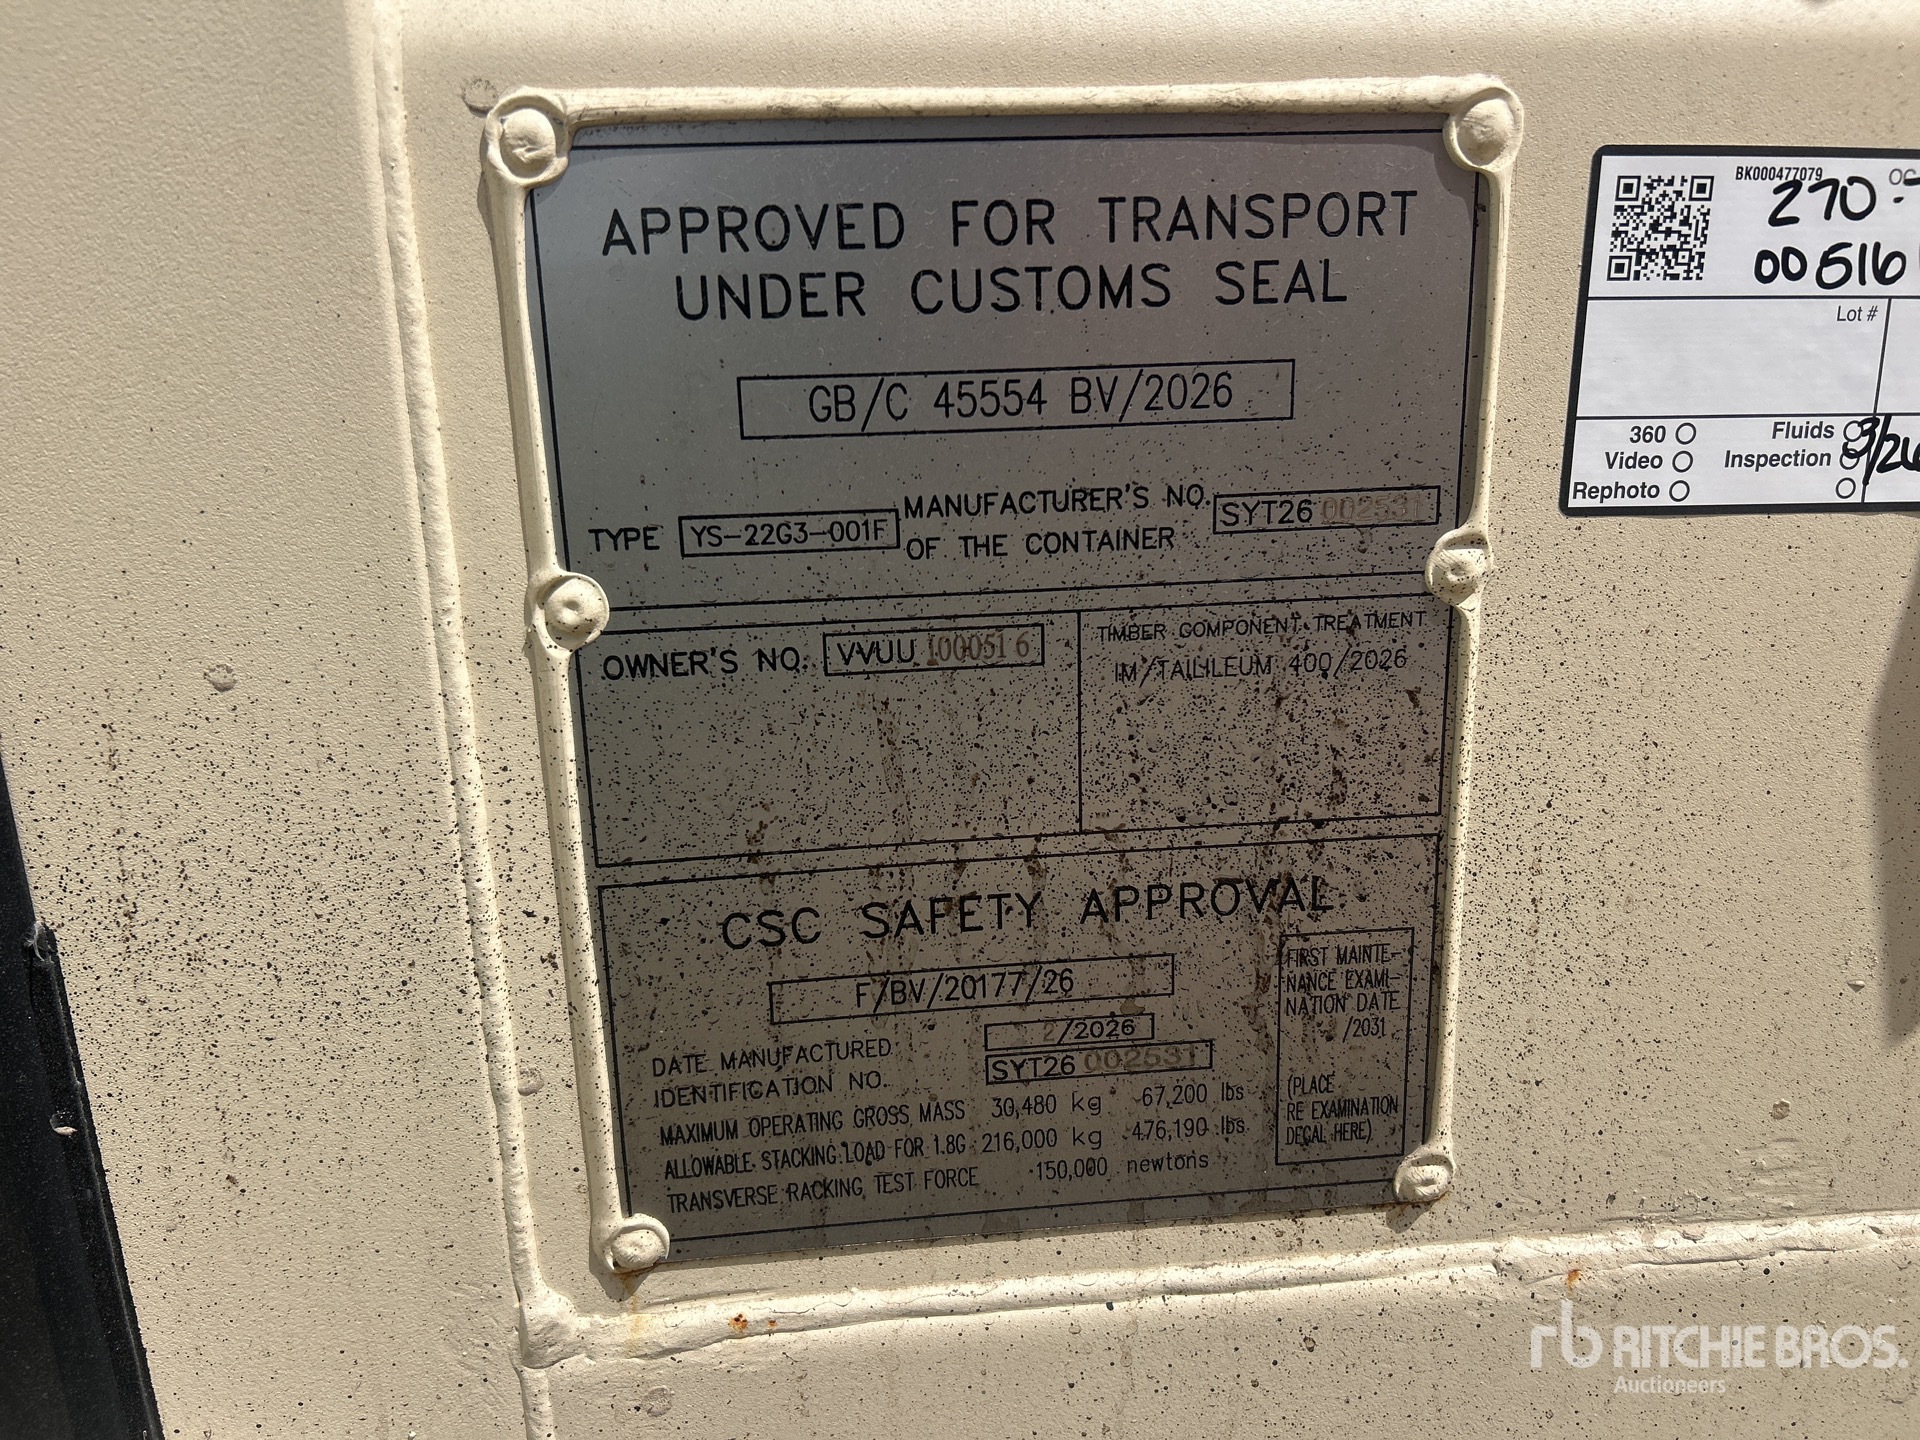 APPROVED FOR TRANSPORT
UNDER CUSTOMS SEAL
GB/C 45554 BV/2026
TYPE YS-22G3-001F MANUFACTURER'S NO. OF THE CONTAINER SYT26 002531
OWNER'S NO. VVUU 1000516
TIMBER COMPONENT TREATMENT
IM/TAILILEUM 400/2026
CSC SAFETY APPROVAL
F/BV/20177/26
DATE MANUFACTURED 2/2026
IDENTIFICATION NO. SYT26 002531
MAXIMUM OPERATING GROSS MASS 30,480 kg 67,200 lbs
ALLOWABLE STACKING LOAD FOR 1.8G 216,000 kg 476,190 lbs
TRANSVERSE RACKING TEST FORCE 150,000 newtons
FIRST MAINTE-
NANCE EXAMI-
NATION DATE
/2031
(PLACE
RE EXAMINATION
DECAL HERE)
BK000477079
270-
00516
Lot #
360
Video
Rephoto
Fluids
Inspection
3/26
rb RITCHIE BROS.
Auctioneers